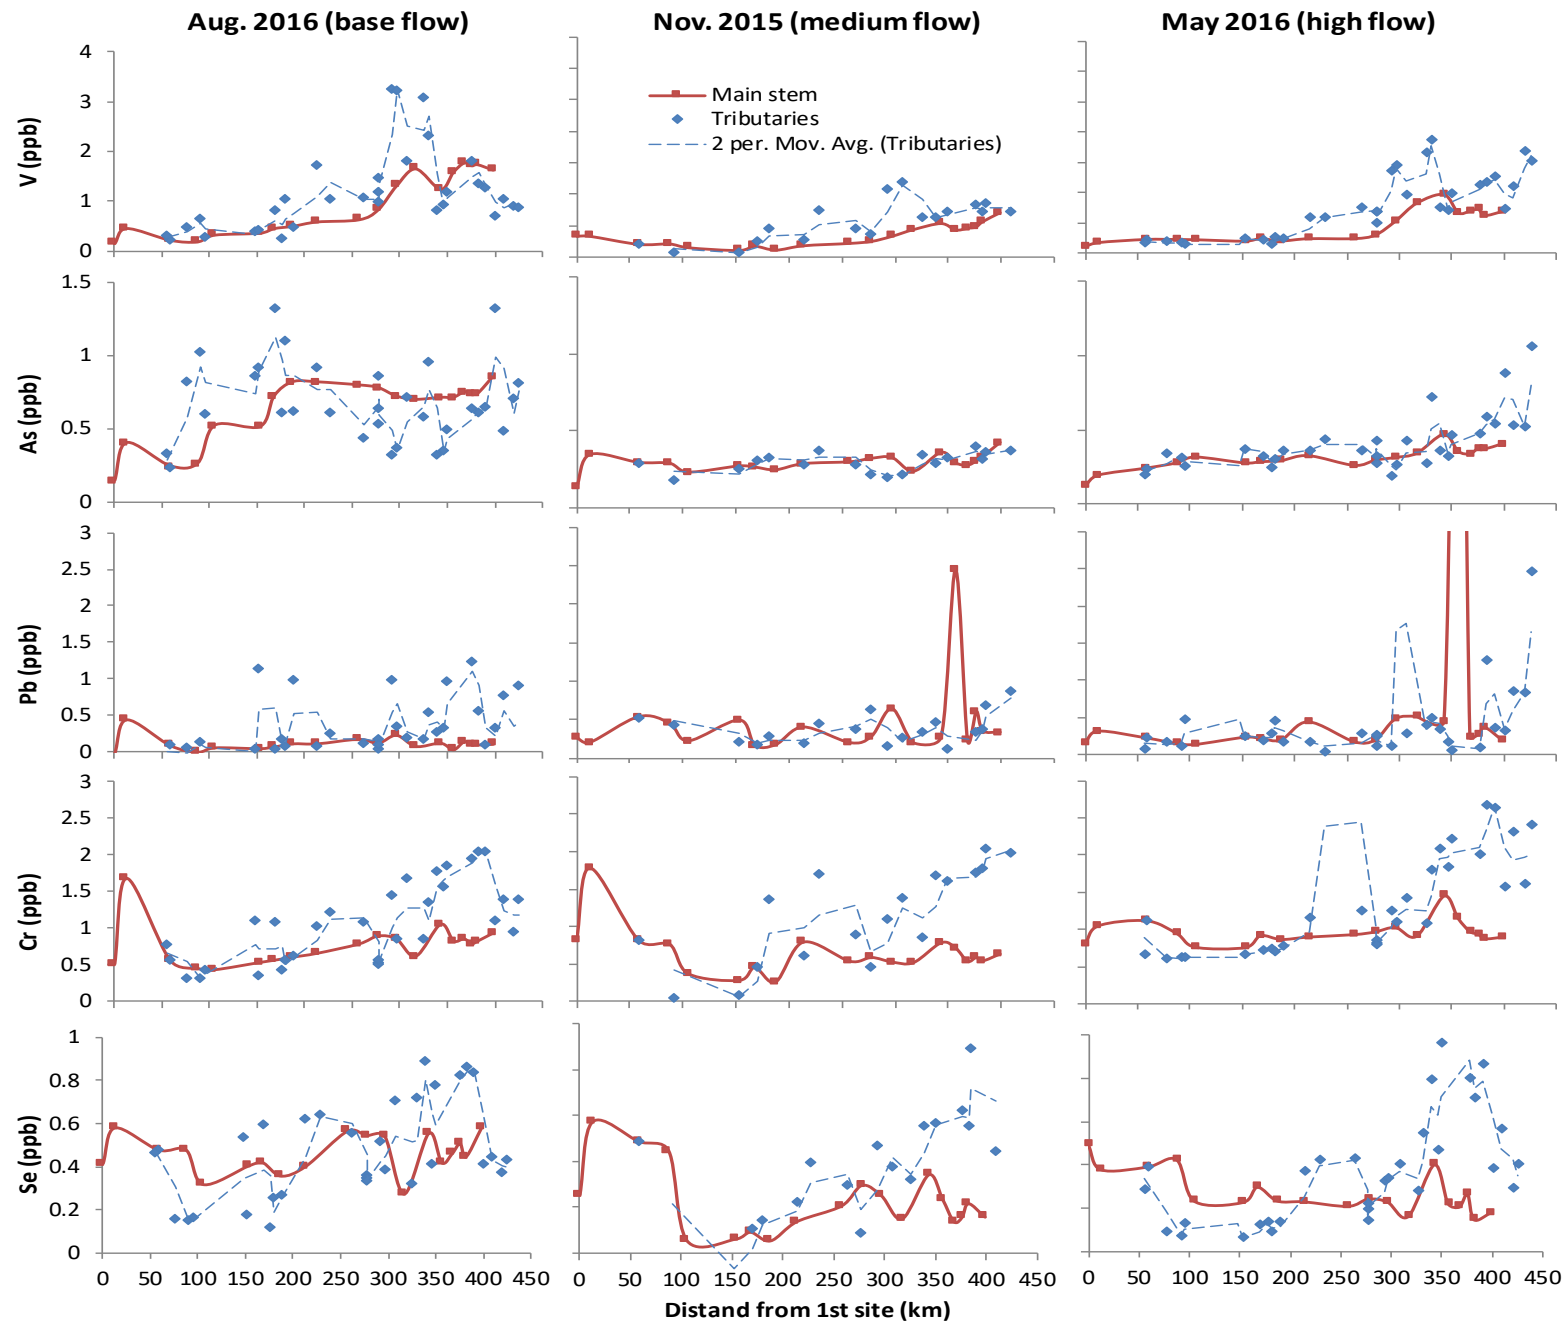 Aug. 2016 (base flow)
Nov. 2015 (medium flow)
May 2016 (high flow)
Main stem
Tributaries
2 per. Mov. Avg. (Tributaries)
V (ppb)
4
3
2
1
0
As (ppb)
1.5
1
0.5
0
Pb (ppb)
3
2.5
2
1.5
1
0.5
0
Cr (ppb)
3
2.5
2
1.5
1
0.5
0
Se (ppb)
1
0.8
0.6
0.4
0.2
0
0 50 100 150 200 250 300 350 400 450
0 50 100 150 200 250 300 350 400 450
0 50 100 150 200 250 300 350 400 450
Distand from 1st site (km)